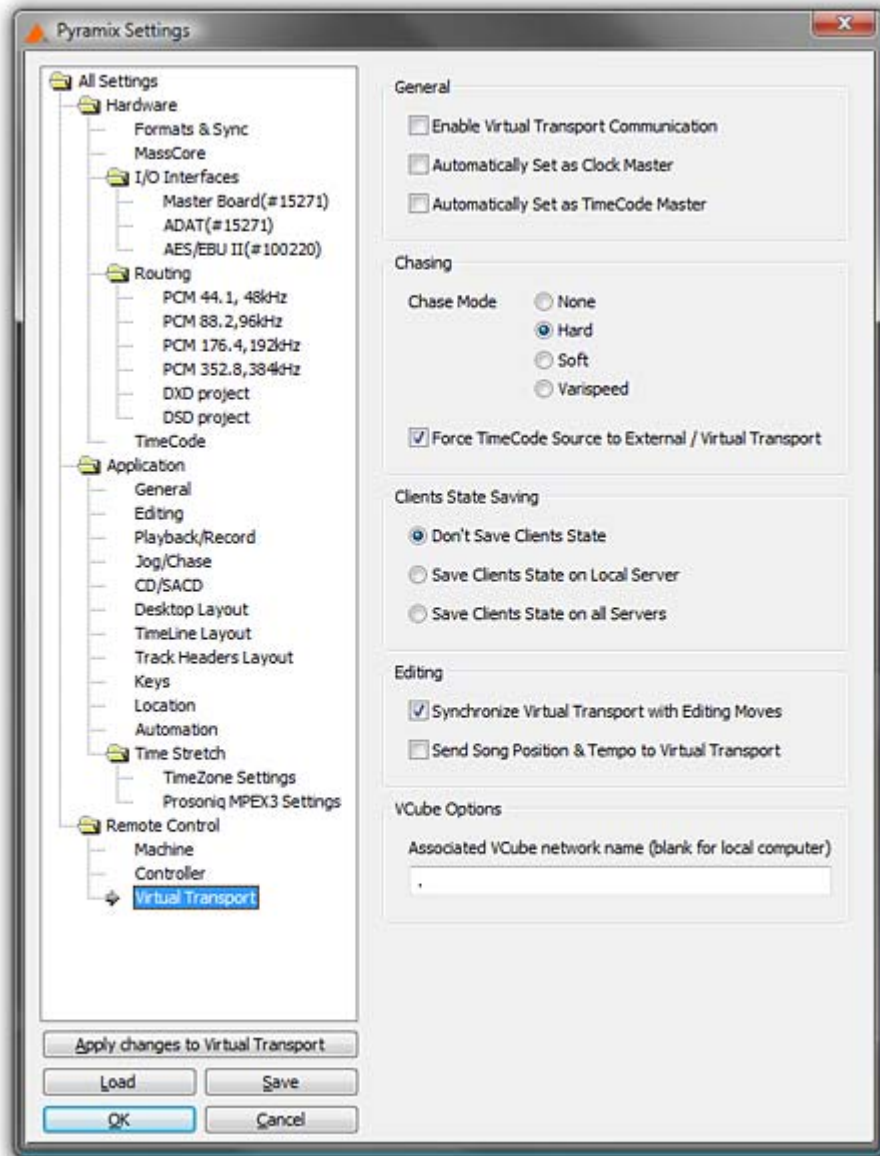 Pyramix Settings
All Settings
Hardware
Formats & Sync
MassCore
I/O Interfaces
Master Board(#15271)
ADAT(#15271)
AES/EBU II(#100220)
Routing
PCM 44.1, 48kHz
PCM 88.2,96kHz
PCM 176.4,192kHz
PCM 352.8,384kHz
DXD project
DSD project
TimeCode
Application
General
Editing
Playback/Record
Jog/Chase
CD/SACD
Desktop Layout
TimeLine Layout
Track Headers Layout
Keys
Location
Automation
Time Stretch
TimeZone Settings
Prosoniq MPEX3 Settings
Remote Control
Machine
Controller
Virtual Transport
Apply changes to Virtual Transport
Load Save
OK Cancel
General
Enable Virtual Transport Communication
Automatically Set as Clock Master
Automatically Set as TimeCode Master
Chasing
Chase Mode None
Hard
Soft
Varispeed
Force TimeCode Source to External / Virtual Transport
Clients State Saving
Don't Save Clients State
Save Clients State on Local Server
Save Clients State on all Servers
Editing
Synchronize Virtual Transport with Editing Moves
Send Song Position & Tempo to Virtual Transport
VCube Options
Associated VCube network name (blank for local computer)
,